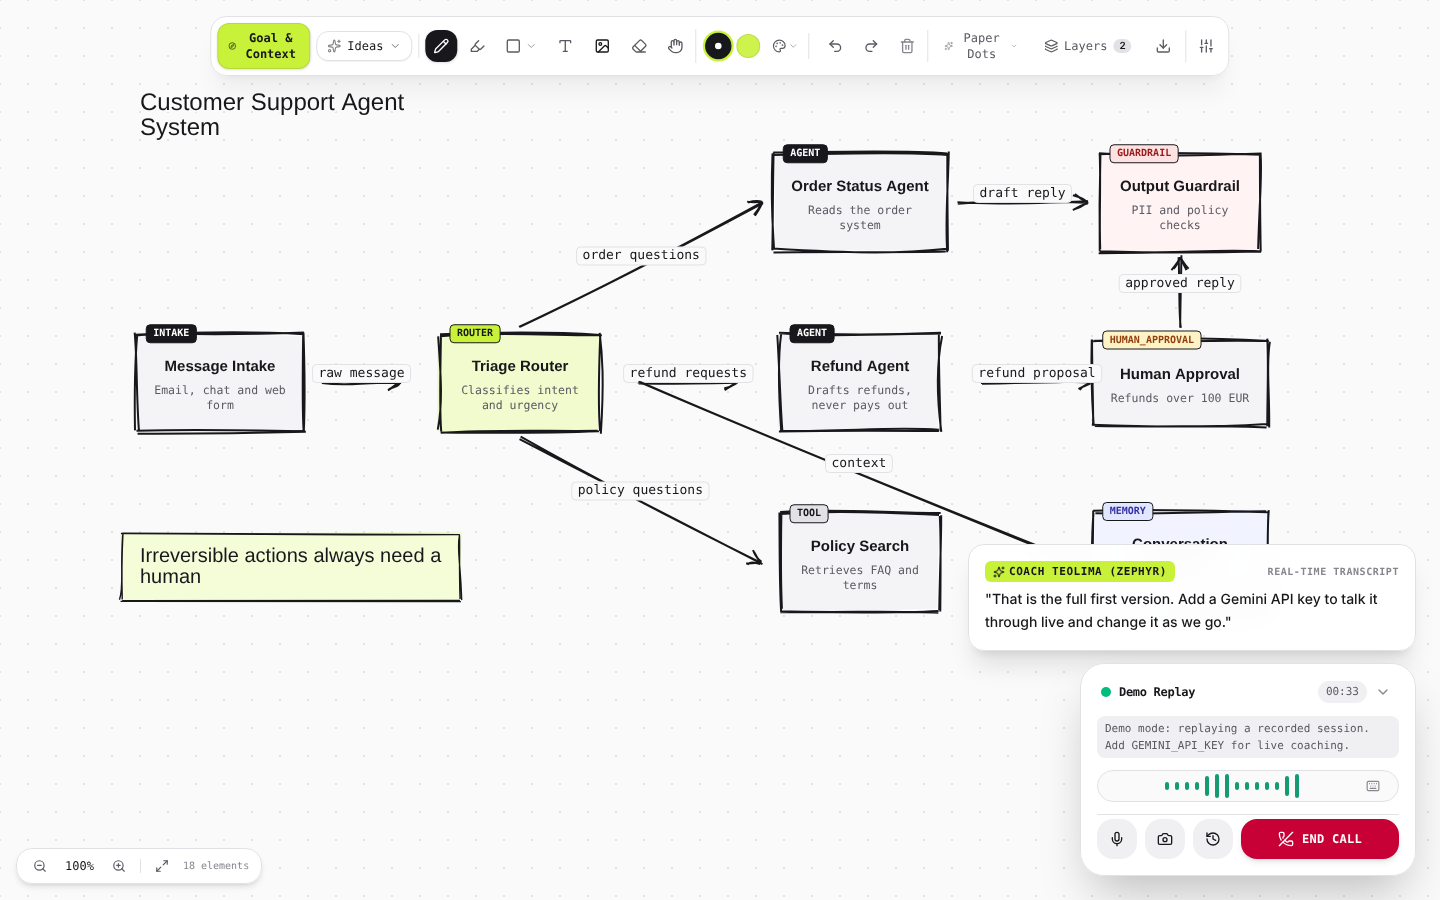 Goal &
Context
Ideas
Paper
Dots
Layers 2
Customer Support Agent
System
AGENT
Order Status Agent
Reads the order
system
draft reply
GUARDRAIL
Output Guardrail
PII and policy
checks
order questions
approved reply
INTAKE
Message Intake
Email, chat and web
form
raw message
ROUTER
Triage Router
Classifies intent
and urgency
refund requests
AGENT
Refund Agent
Drafts refunds,
never pays out
refund proposal
HUMAN_APPROVAL
Human Approval
Refunds over 100 EUR
context
policy questions
Irreversible actions always need a
human
TOOL
Policy Search
Retrieves FAQ and
terms
MEMORY
Conversation
COACH TEOLIMA (ZEPHYR)
REAL-TIME TRANSCRIPT
"That is the full first version. Add a Gemini API key to talk it
through live and change it as we go."
Demo Replay
00:33
Demo mode: replaying a recorded session.
Add GEMINI_API_KEY for live coaching.
END CALL
100%
18 elements